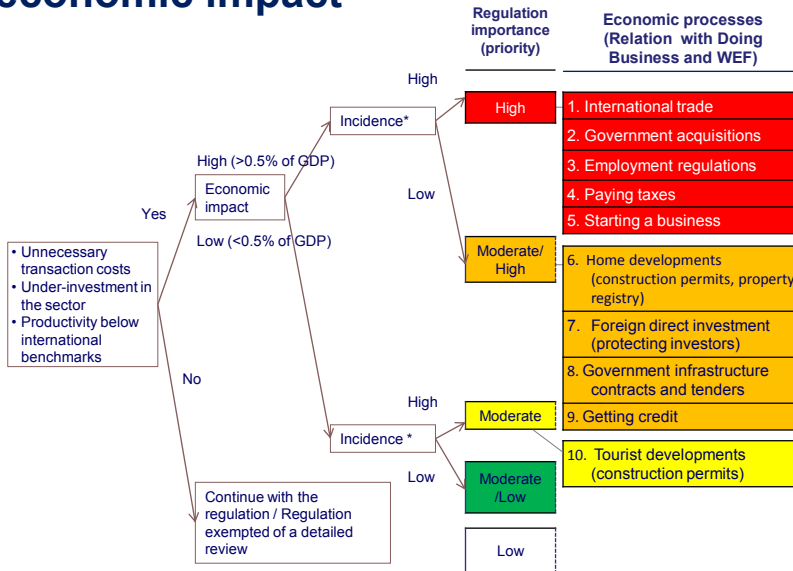 economic impact
Regulation
importance
(priority)
Economic processes
(Relation with Doing
Business and WEF)
High
Incidence*
High
1. International trade
2. Government acquisitions
3. Employment regulations
4. Paying taxes
5. Starting a business
High (>0.5% of GDP)
Economic
impact
Low
Yes
Low (<0.5% of GDP)
Moderate/
High
6. Home developments
(construction permits, property
registry)
7. Foreign direct investment
(protecting investors)
8. Government infrastructure
contracts and tenders
9. Getting credit
• Unnecessary
transaction costs
• Under-investment in
the sector
• Productivity below
international
benchmarks
No
High
Incidence *
Moderate
10. Tourist developments
(construction permits)
Low
Moderate
/Low
Continue with the
regulation / Regulation
exempted of a detailed
review
Low